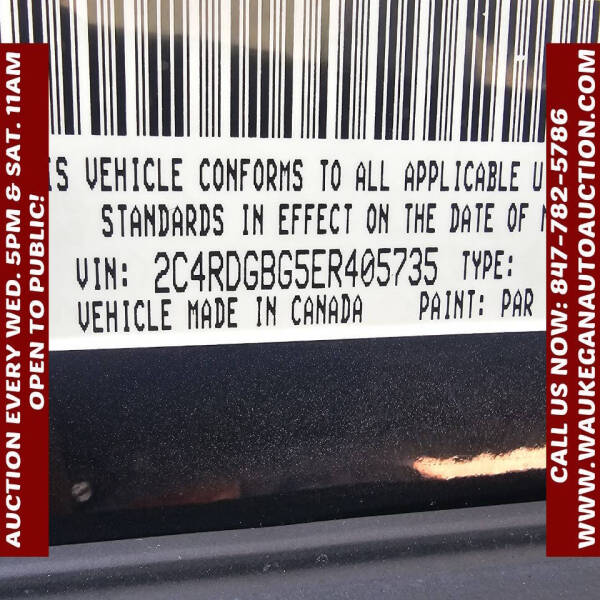 AUCTION EVERY WED. 5PM & SAT. 11AM
OPEN TO PUBLIC!
VEHICLE CONFORMS TO ALL APPLICABLE
STANDARDS IN EFFECT ON THE DATE OF
VIN: 2C4RDGBG5ER405735 TYPE:
VEHICLE MADE IN CANADA PAINT: PAR
CALL US NOW: 847-782-5786
WWW.WAUKEGANAUTOAUCTION.COM